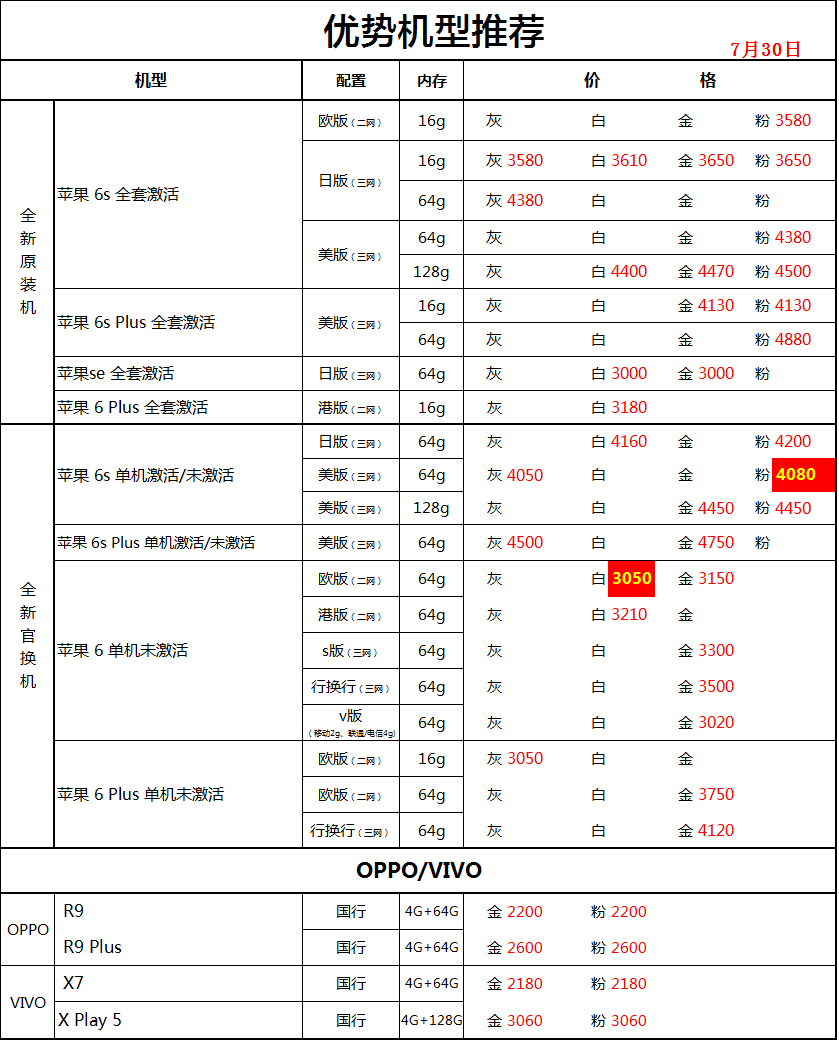 优势机型推荐
7月30日
机型 配置 内存 价 格
全新原装机
苹果 6s 全套激活
欧版（二网） 16g 灰 白 金 粉 3580
日版（三网） 16g 灰 3580 白 3610 金 3650 粉 3650
64g 灰 4380 白 金 粉
美版（三网） 64g 灰 白 金 粉 4380
128g 灰 白 4400 金 4470 粉 4500
苹果 6s Plus 全套激活 美版（三网） 16g 灰 白 金 4130 粉 4130
64g 灰 白 金 粉 4880
苹果se 全套激活 日版（三网） 64g 灰 白 3000 金 3000 粉
苹果 6 Plus 全套激活 港版（二网） 16g 灰 白 3180
全新官换机
苹果 6s 单机激活/未激活
日版（三网） 64g 灰 白 4160 金 粉 4200
美版（三网） 64g 灰 4050 白 金 粉 4080
美版（三网） 128g 灰 白 金 4450 粉 4450
苹果 6s Plus 单机激活/未激活 美版（三网） 64g 灰 4500 白 金 4750 粉
苹果 6 单机未激活
欧版（二网） 64g 灰 白 3050 金 3150
港版（二网） 64g 灰 白 3210 金
s版（三网） 64g 灰 白 金 3300
行换行（三网） 64g 灰 白 金 3500
v版
（移动2g、联通/电信4g） 64g 灰 白 金 3020
苹果 6 Plus 单机未激活
欧版（二网） 16g 灰 3050 白 金
欧版（二网） 64g 灰 白 金 3750
行换行（三网） 64g 灰 白 金 4120
OPPO/VIVO
OPPO
R9 国行 4G+64G 金 2200 粉 2200
R9 Plus 国行 4G+64G 金 2600 粉 2600
VIVO
X7 国行 4G+64G 金 2180 粉 2180
X Play 5 国行 4G+128G 金 3060 粉 3060